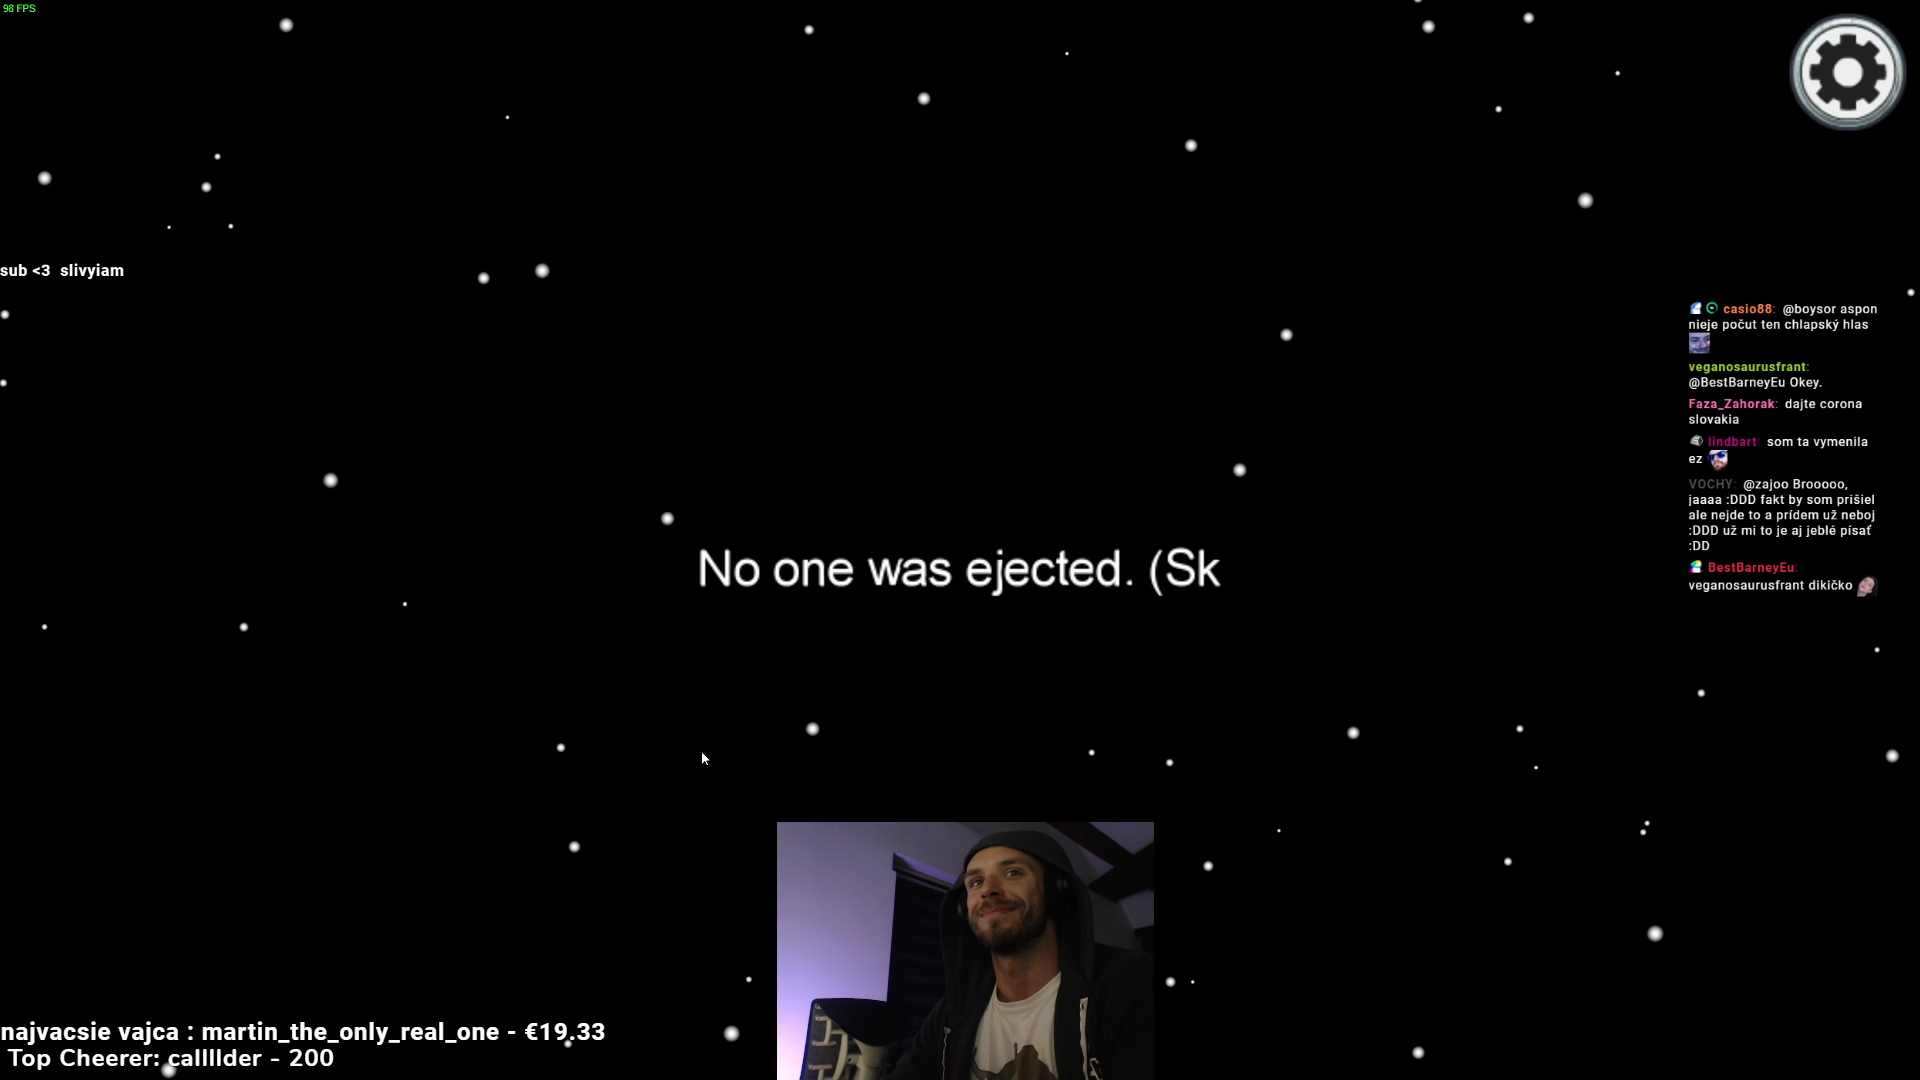 98 FPS
sub <3 slivyiam
casio88: @boysor aspon
nieje počut ten chlapský hlas
veganosaurusfrant:
@BestBarneyEu Okey.
Faza_Zahorak: dajte corona
slovakia
lindbart: som ta vymenila
ez
VOCHY: @zajoo Brooooo,
jaaaa :DDD fakt by som prišiel
ale nejde to a prídem už neboj
:DDD už mi to je aj jeblé písať
:DD
BestBarneyEu:
veganosaurusfrant dikičko
No one was ejected. (Sk
najvacsie vajca : martin_the_only_real_one - €19.33
Top Cheerer: callllder - 200